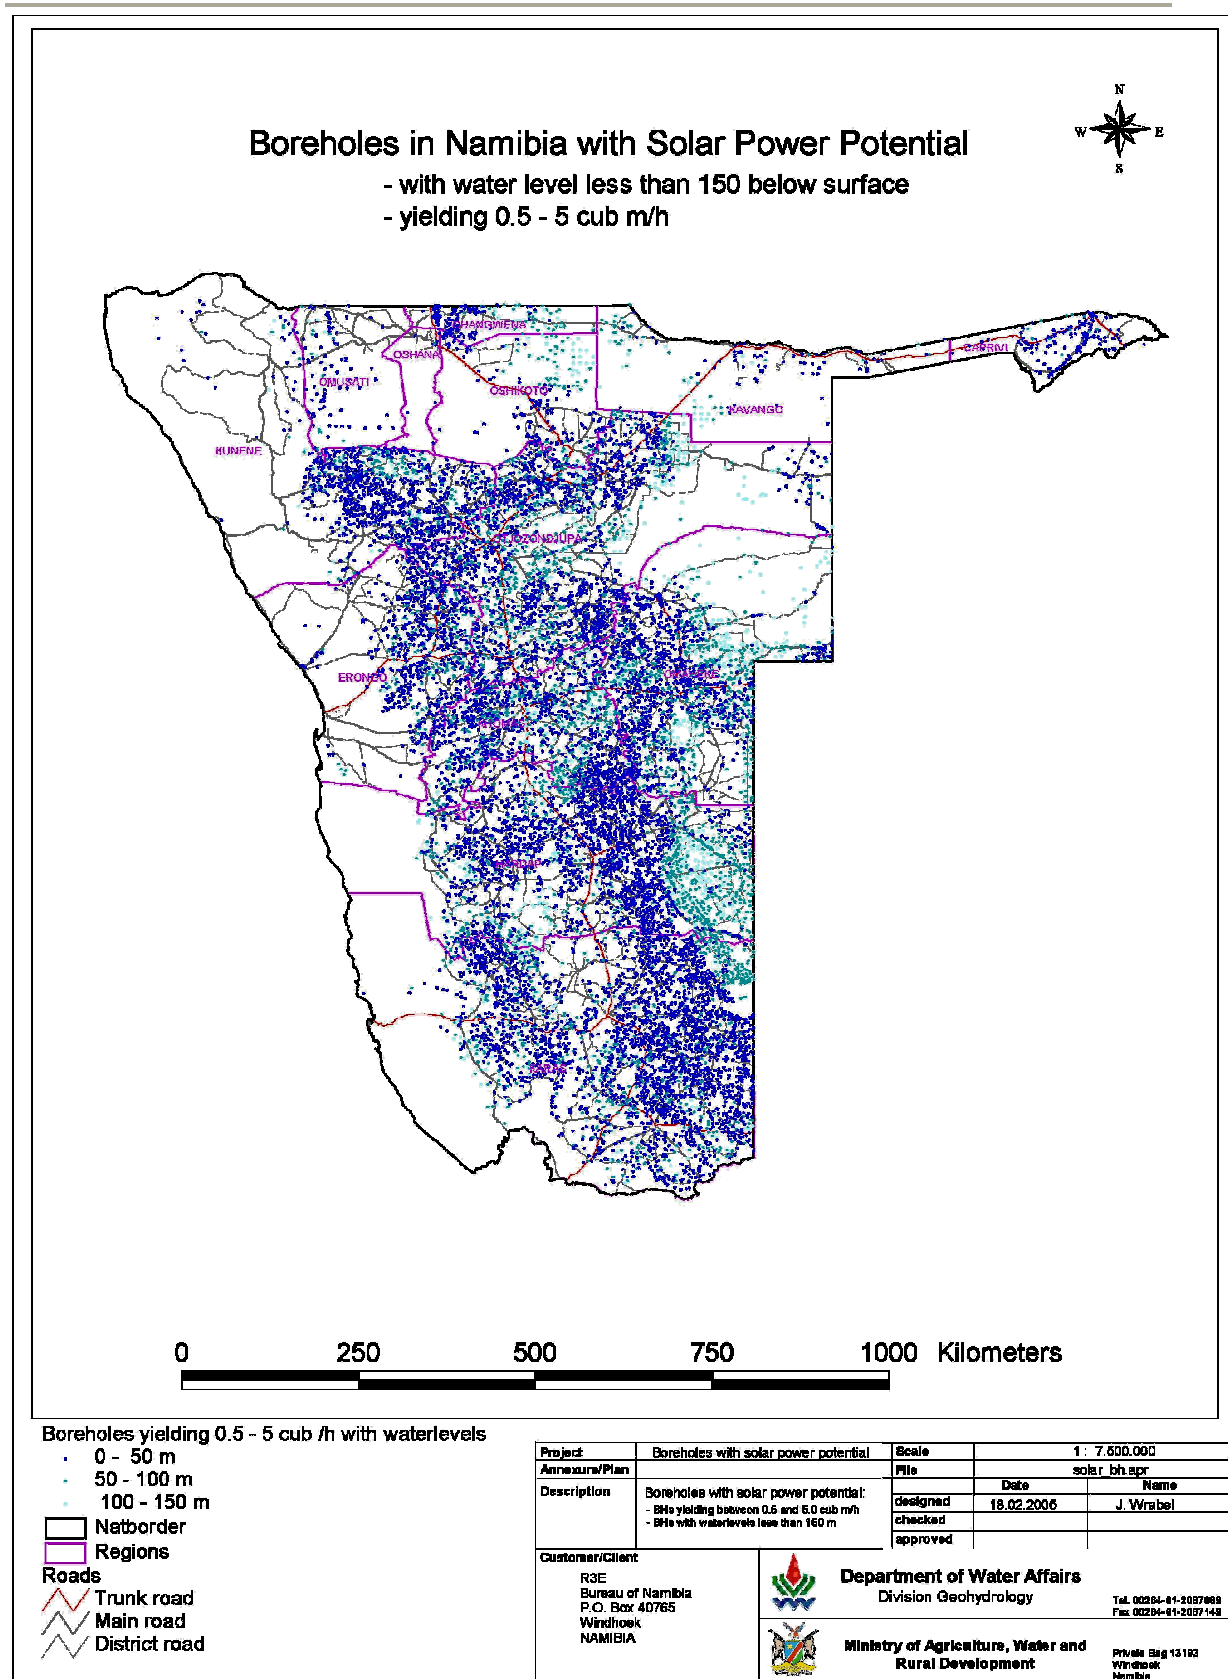 N
W E
S
Boreholes in Namibia with Solar Power Potential
- with water level less than 150 below surface
- yielding 0.5 - 5 cub m/h
OSHANA
OMUSATI
OSHIKOTO
CAPRIVI
KAVANGO
KUNENE
ERONGO
0 250 500 750 1000 Kilometers
Boreholes yielding 0.5 - 5 cub /h with waterlevels
0 - 50 m
50 - 100 m
100 - 150 m
Natborder
Regions
Roads
Trunk road
Main road
District road
Project Boreholes with solar power potential
Annexure/Plan
Description Boreholes with solar power potential:
- BHs yielding between 0.5 and 5.0 cub m/h
- BHs with waterlevels less than 150 m
Scale 1 : 7.500.000
File solar_bh.apr
Date Name
designed 18.02.2005 J. Wrabel
checked
approved
Customer/Client
R3E
Bureau of Namibia
P.O. Box 40765
Windhoek
NAMIBIA
Department of Water Affairs
Division Geohydrology
Ministry of Agriculture, Water and
Rural Development
Private Bag 13193
Windhoek
Namibia